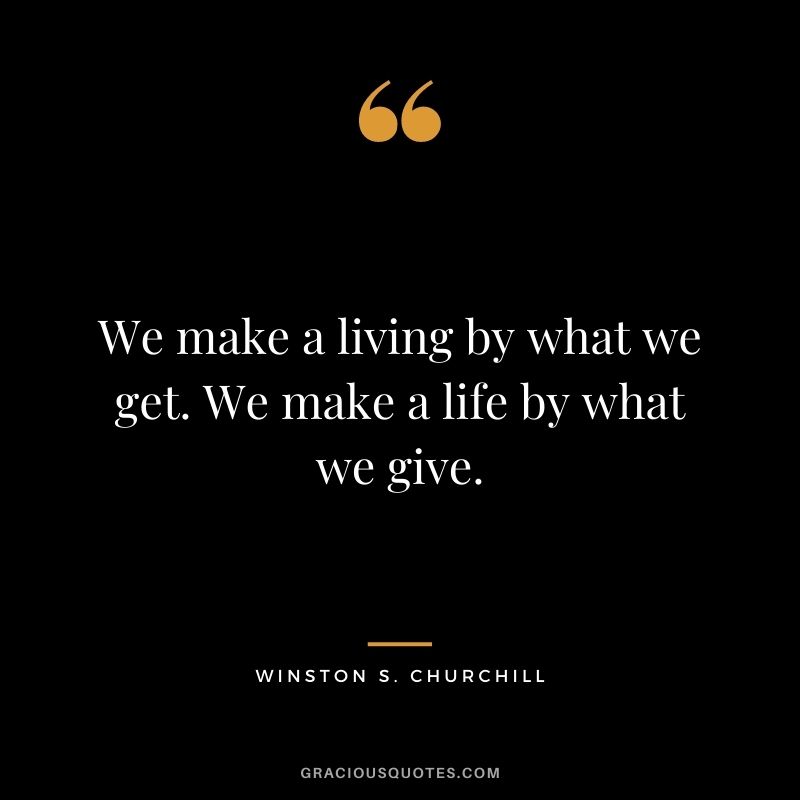 ❝
We make a living by what we
get. We make a life by what
we give.
WINSTON S. CHURCHILL
GRACIOUSQUOTES.COM